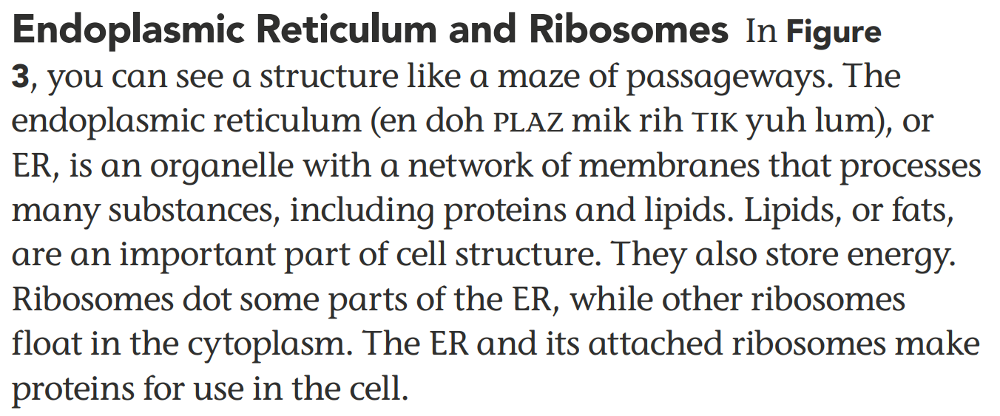 Endoplasmic Reticulum and Ribosomes In Figure
3, you can see a structure like a maze of passageways. The
endoplasmic reticulum (en doh PLAZ mik rih TIK yuh lum), or
ER, is an organelle with a network of membranes that processes
many substances, including proteins and lipids. Lipids, or fats,
are an important part of cell structure. They also store energy.
Ribosomes dot some parts of the ER, while other ribosomes
float in the cytoplasm. The ER and its attached ribosomes make
proteins for use in the cell.